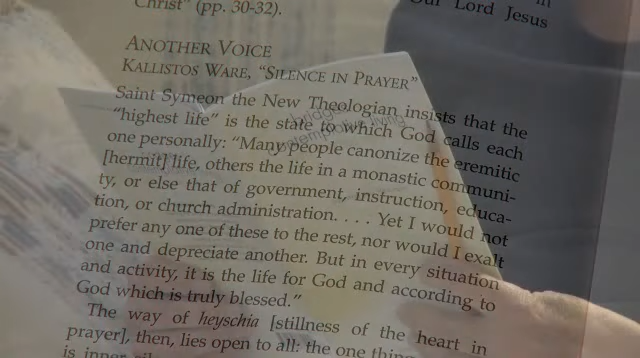 Christ" (pp. 30-32).
Our Lord Jesus
ANOTHER VOICE
KALLISTOS WARE, "SILENCE IN PRAYER"
Saint Symeon the New Theologian insists that the
"highest life" is the state to which God calls each
one personally: "Many people canonize the eremitic
[hermit] life, others the life in a monastic communi-
ty, or else that of government, instruction, educa-
tion, or church administration. . . . Yet I would not
prefer any one of these to the rest, nor would I exalt
one and depreciate another. But in every situation
and activity, it is the life for God and according to
God which is truly blessed."
The way of heyschia [stillness of the heart in
prayer], then, lies open to all: the one thing
is inner